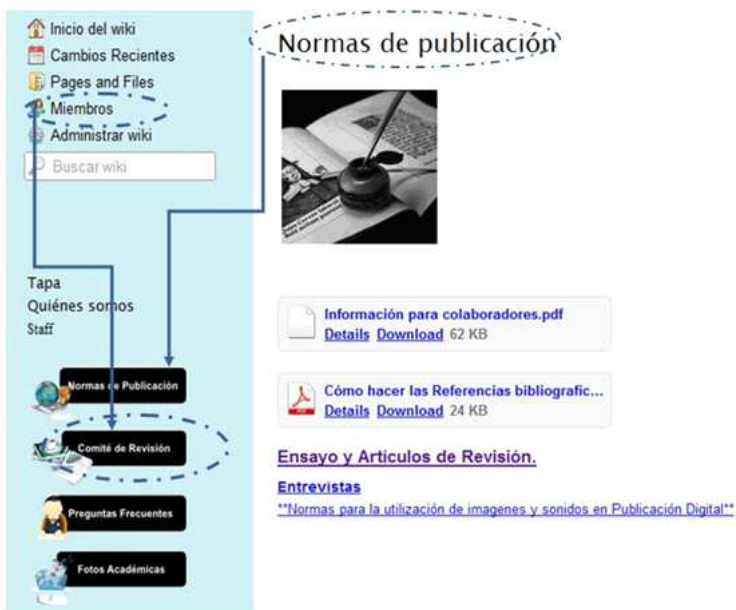 Inicio del wiki
Cambios Recientes
Pages and Files
Miembros
Administrar wiki
Buscar wiki
Tapa
Quiénes somos
Staff
Normas de Publicación
Comité de Revisión
Preguntas Frecuentes
Fotos Académicas
Normas de publicación
Información para colaboradores.pdf
Details Download 62 KB
Cómo hacer las Referencias bibliografic...
Details Download 24 KB
Ensayo y Artículos de Revisión.
Entrevistas
**Normas para la utilización de imagenes y sonidos en Publicación Digital**